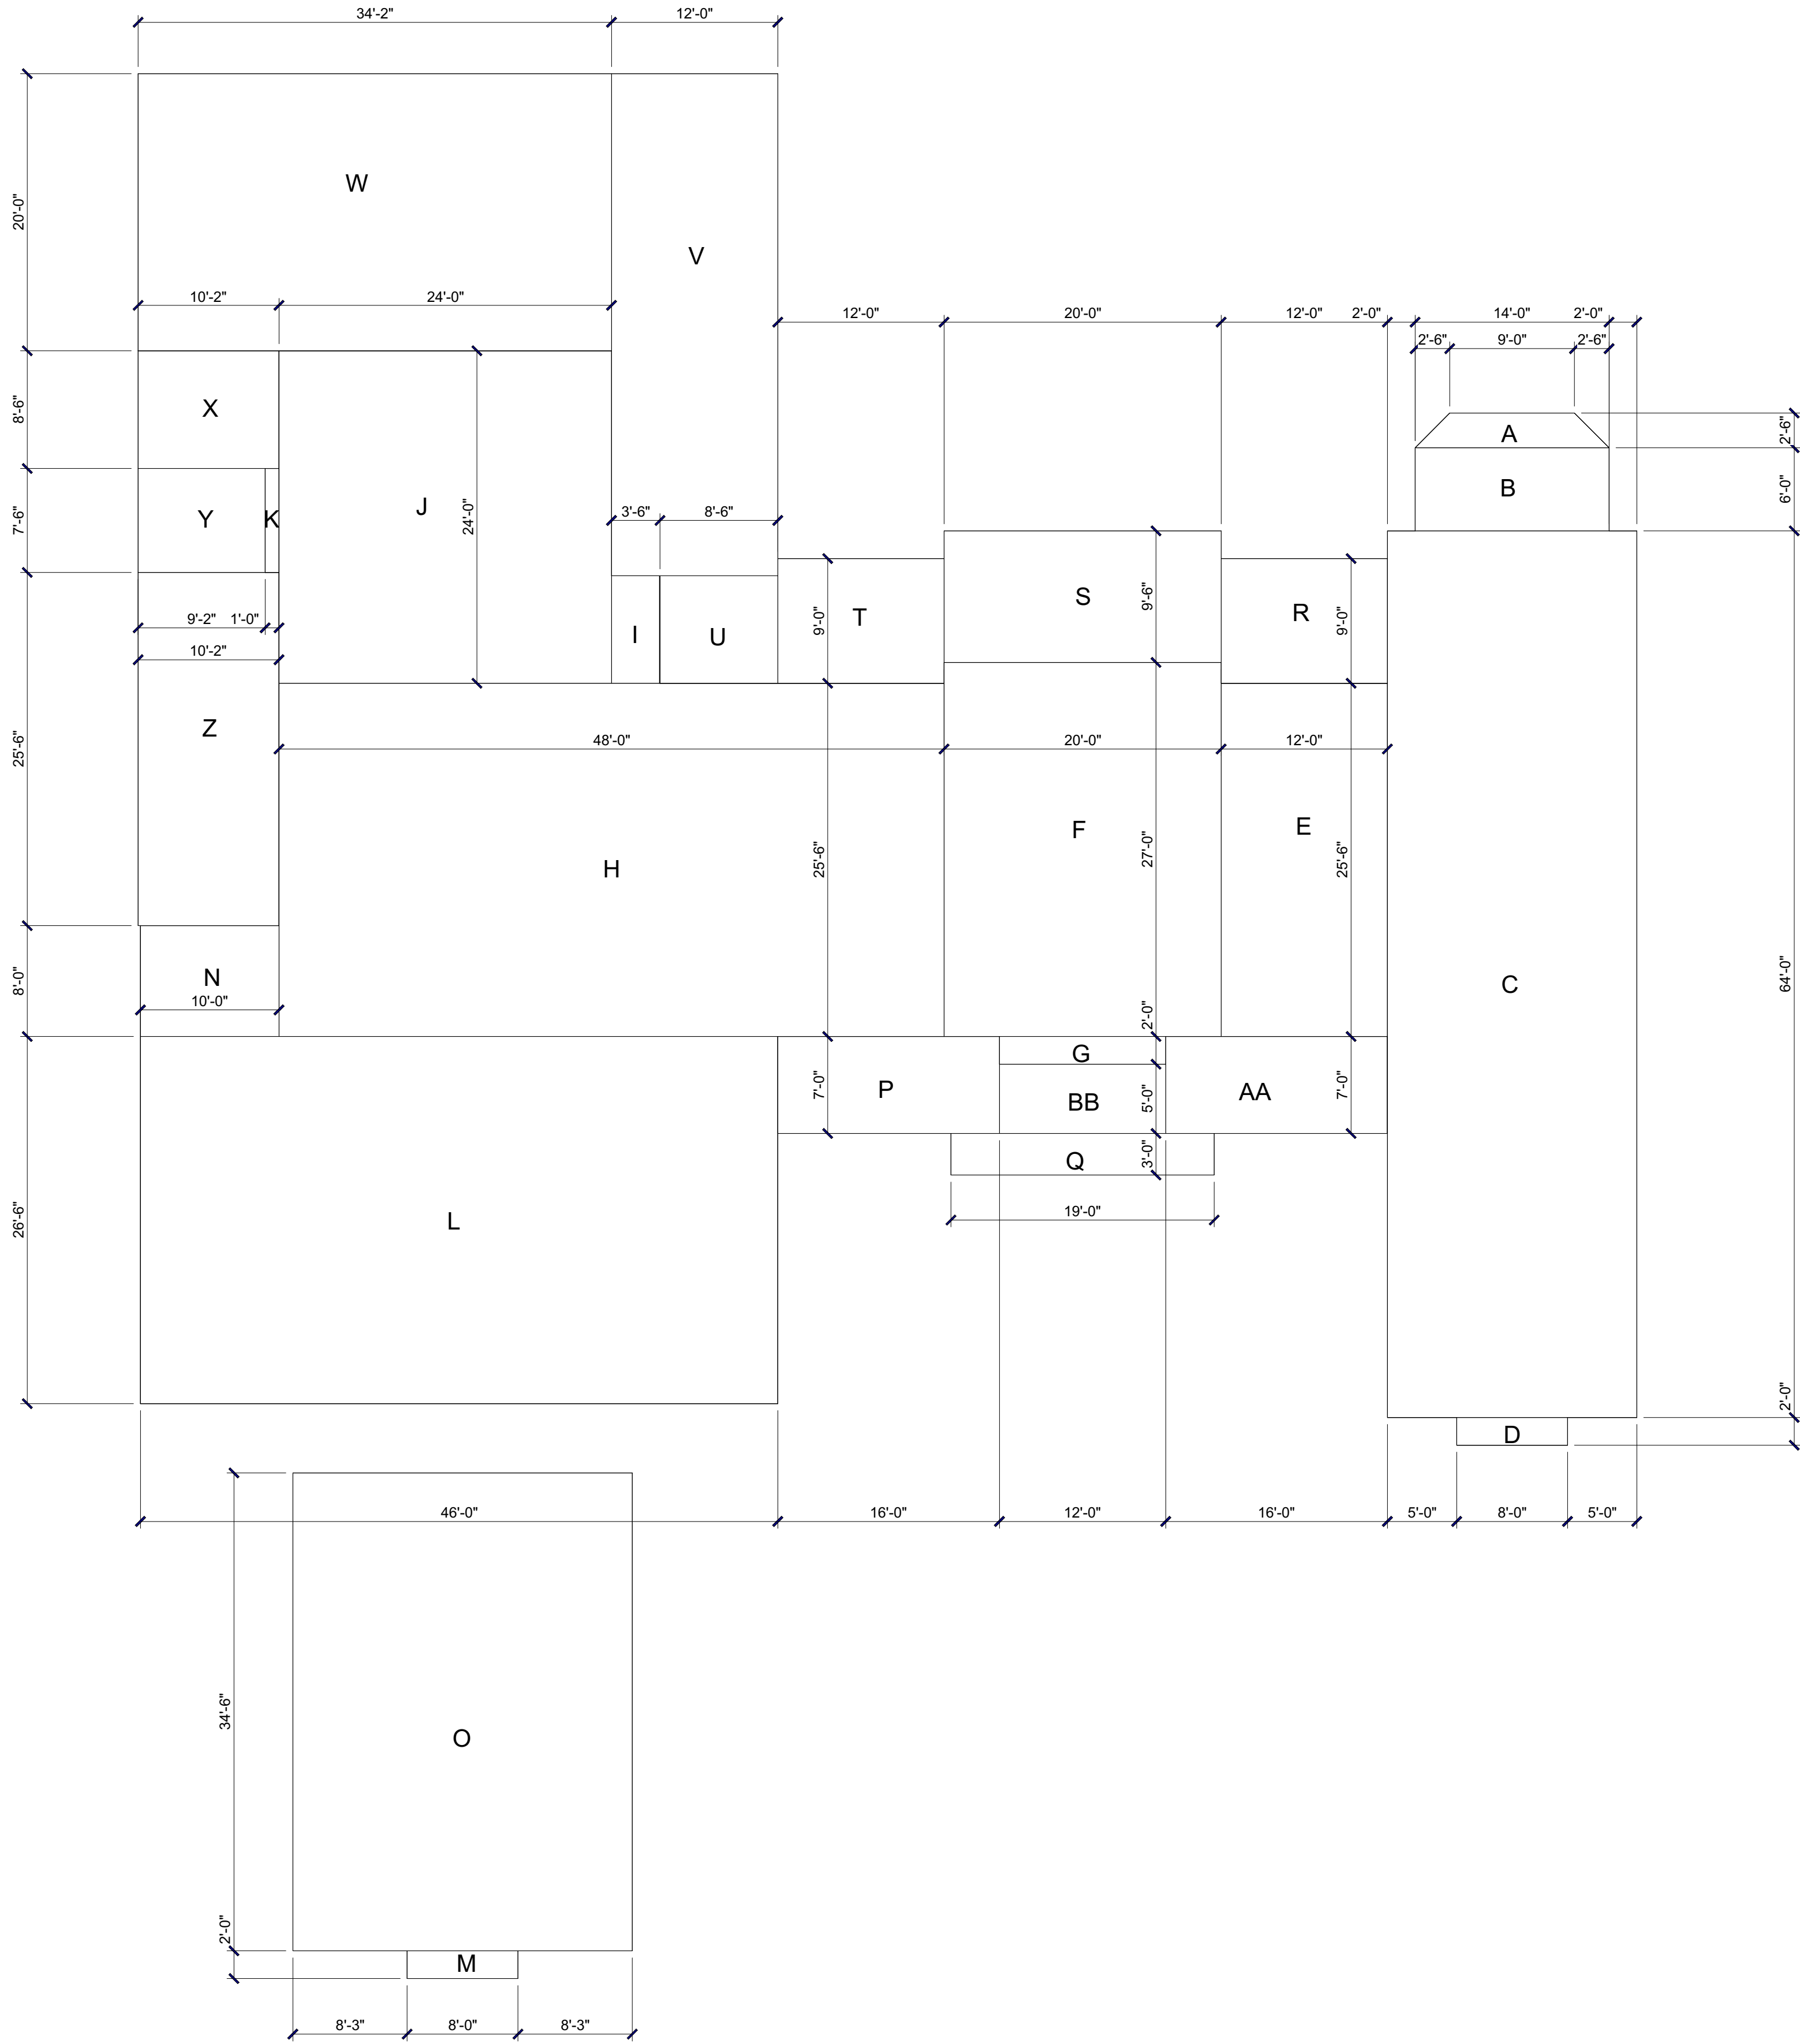 34'-2" 12'-0"
W
20'-0"
V
10'-2" 24'-0"
12'-0" 20'-0" 12'-0" 2'-0" 14'-0" 2'-0"
2'-6" 9'-0" 2'-6"
X
8'-6"
A
2'-6"
B
6'-0"
Y
K
J
24'-0"
7'-6"
3'-6" 8'-6"
S
9'-6"
T
9'-0"
R
9'-0"
I
U
9'-2" 1'-0"
10'-2"
Z
25'-6"
48'-0" 20'-0" 12'-0"
F
27'-0"
E
25'-6"
H
25'-6"
N
8'-0"
10'-0"
C
64'-0"
2'-0"
G
P
7'-0"
BB
5'-0"
AA
7'-0"
Q
3'-0"
19'-0"
L
26'-6"
2'-0"
D
46'-0" 16'-0" 12'-0" 16'-0" 5'-0" 8'-0" 5'-0"
34'-6"
O
2'-0"
M
8'-3" 8'-0" 8'-3"